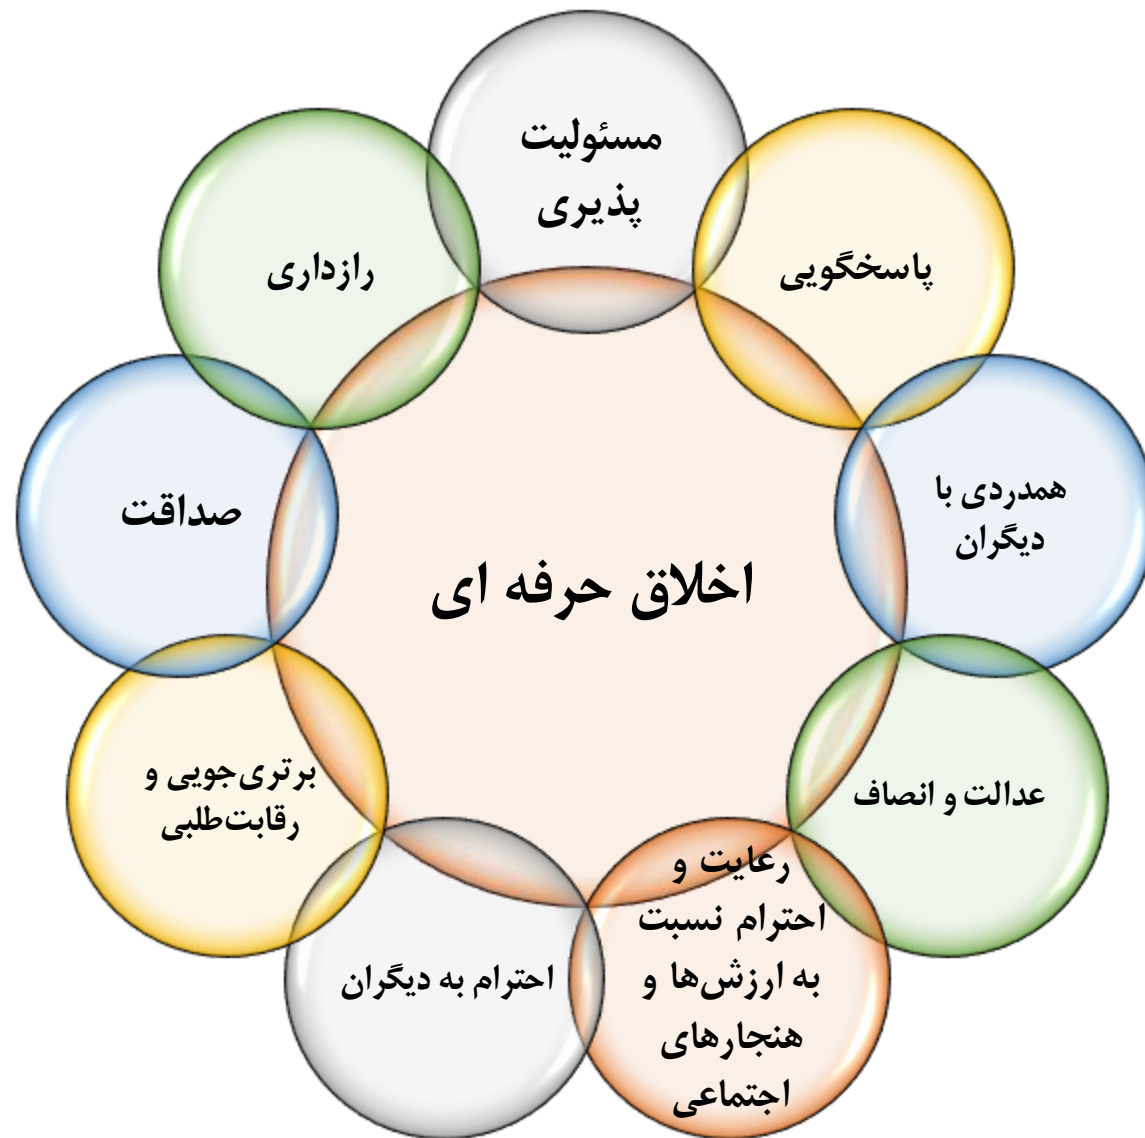 مسئولیت
پذیری
پاسخگویی
همدردی با
دیگران
عدالت و انصاف
رعایت و
احترام نسبت
به ارزش‌ها و
هنجارهای
اجتماعی
احترام به دیگران
برتری‌جویی و
رقابت‌طلبی
صداقت
رازداری
اخلاق حرفه ای